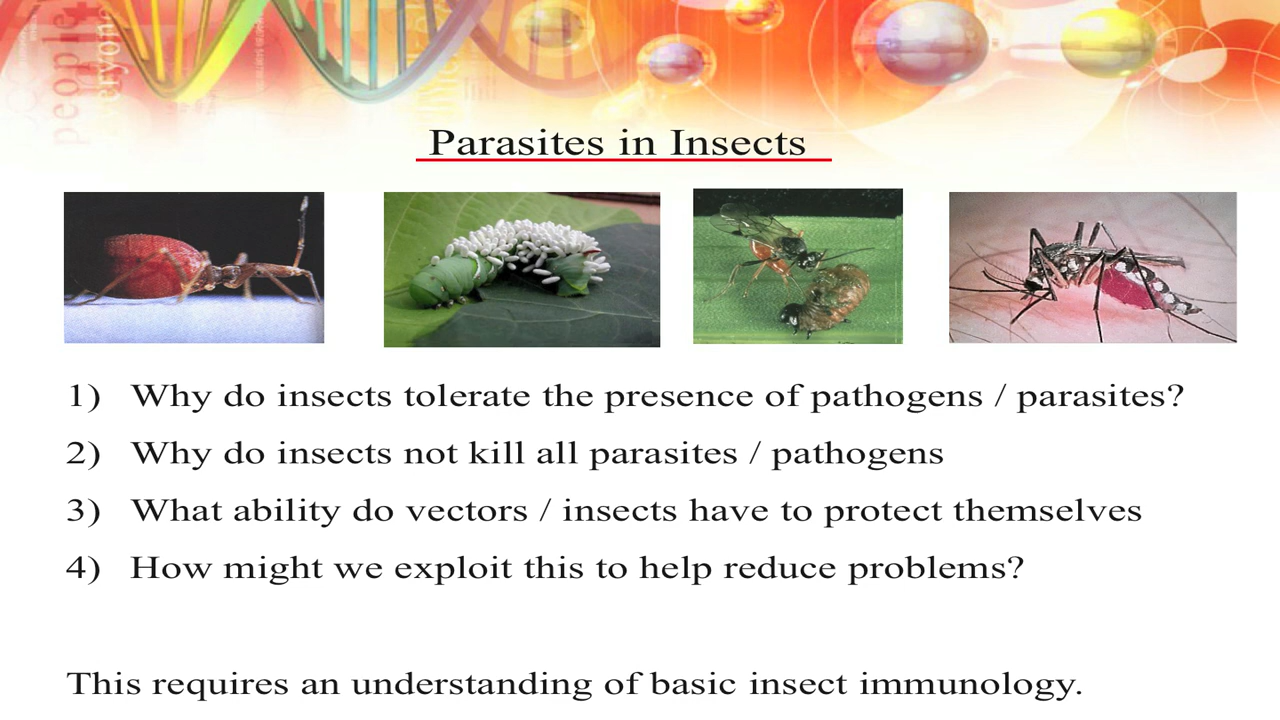 people
everyone
Parasites in Insects
1) Why do insects tolerate the presence of pathogens / parasites?
2) Why do insects not kill all parasites / pathogens
3) What ability do vectors / insects have to protect themselves
4) How might we exploit this to help reduce problems?
This requires an understanding of basic insect immunology.